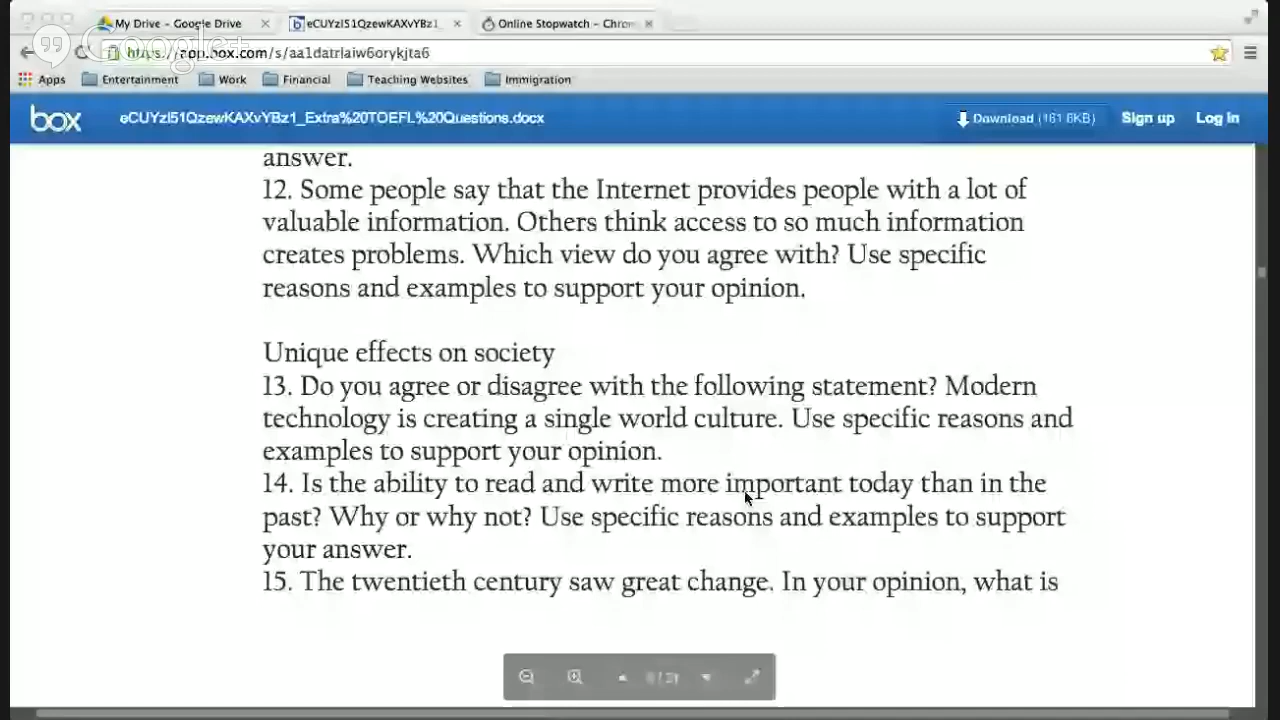 My Drive - Google Drive
eCUYzI51QzewKAXvYBz1_
Online Stopwatch – Chron
Google+
app.box.com/s/aa1datrlaiw6orykjta6
Apps Entertainment Work Financial Teaching Websites Immigration
box eCUYzI51QzewKAXvYBz1_Extra%20TOEFL%20Questions.docx Download (161.6KB) Sign up Log In
answer.
12. Some people say that the Internet provides people with a lot of
valuable information. Others think access to so much information
creates problems. Which view do you agree with? Use specific
reasons and examples to support your opinion.
Unique effects on society
13. Do you agree or disagree with the following statement? Modern
technology is creating a single world culture. Use specific reasons and
examples to support your opinion.
14. Is the ability to read and write more important today than in the
past? Why or why not? Use specific reasons and examples to support
your answer.
15. The twentieth century saw great change. In your opinion, what is